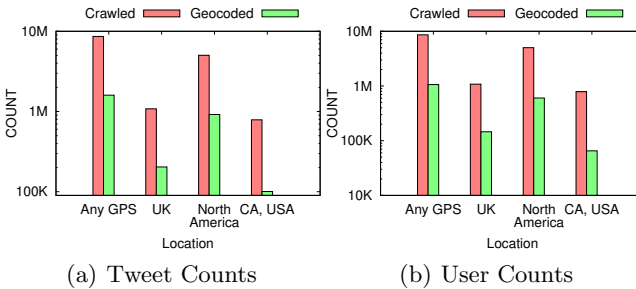 Crawled Geocoded
10M
1M
100K
COUNT
Any GPS UK North America CA, USA
Location
(a) Tweet Counts
Crawled Geocoded
10M
1M
100K
10K
COUNT
Any GPS UK North America CA, USA
Location
(b) User Counts